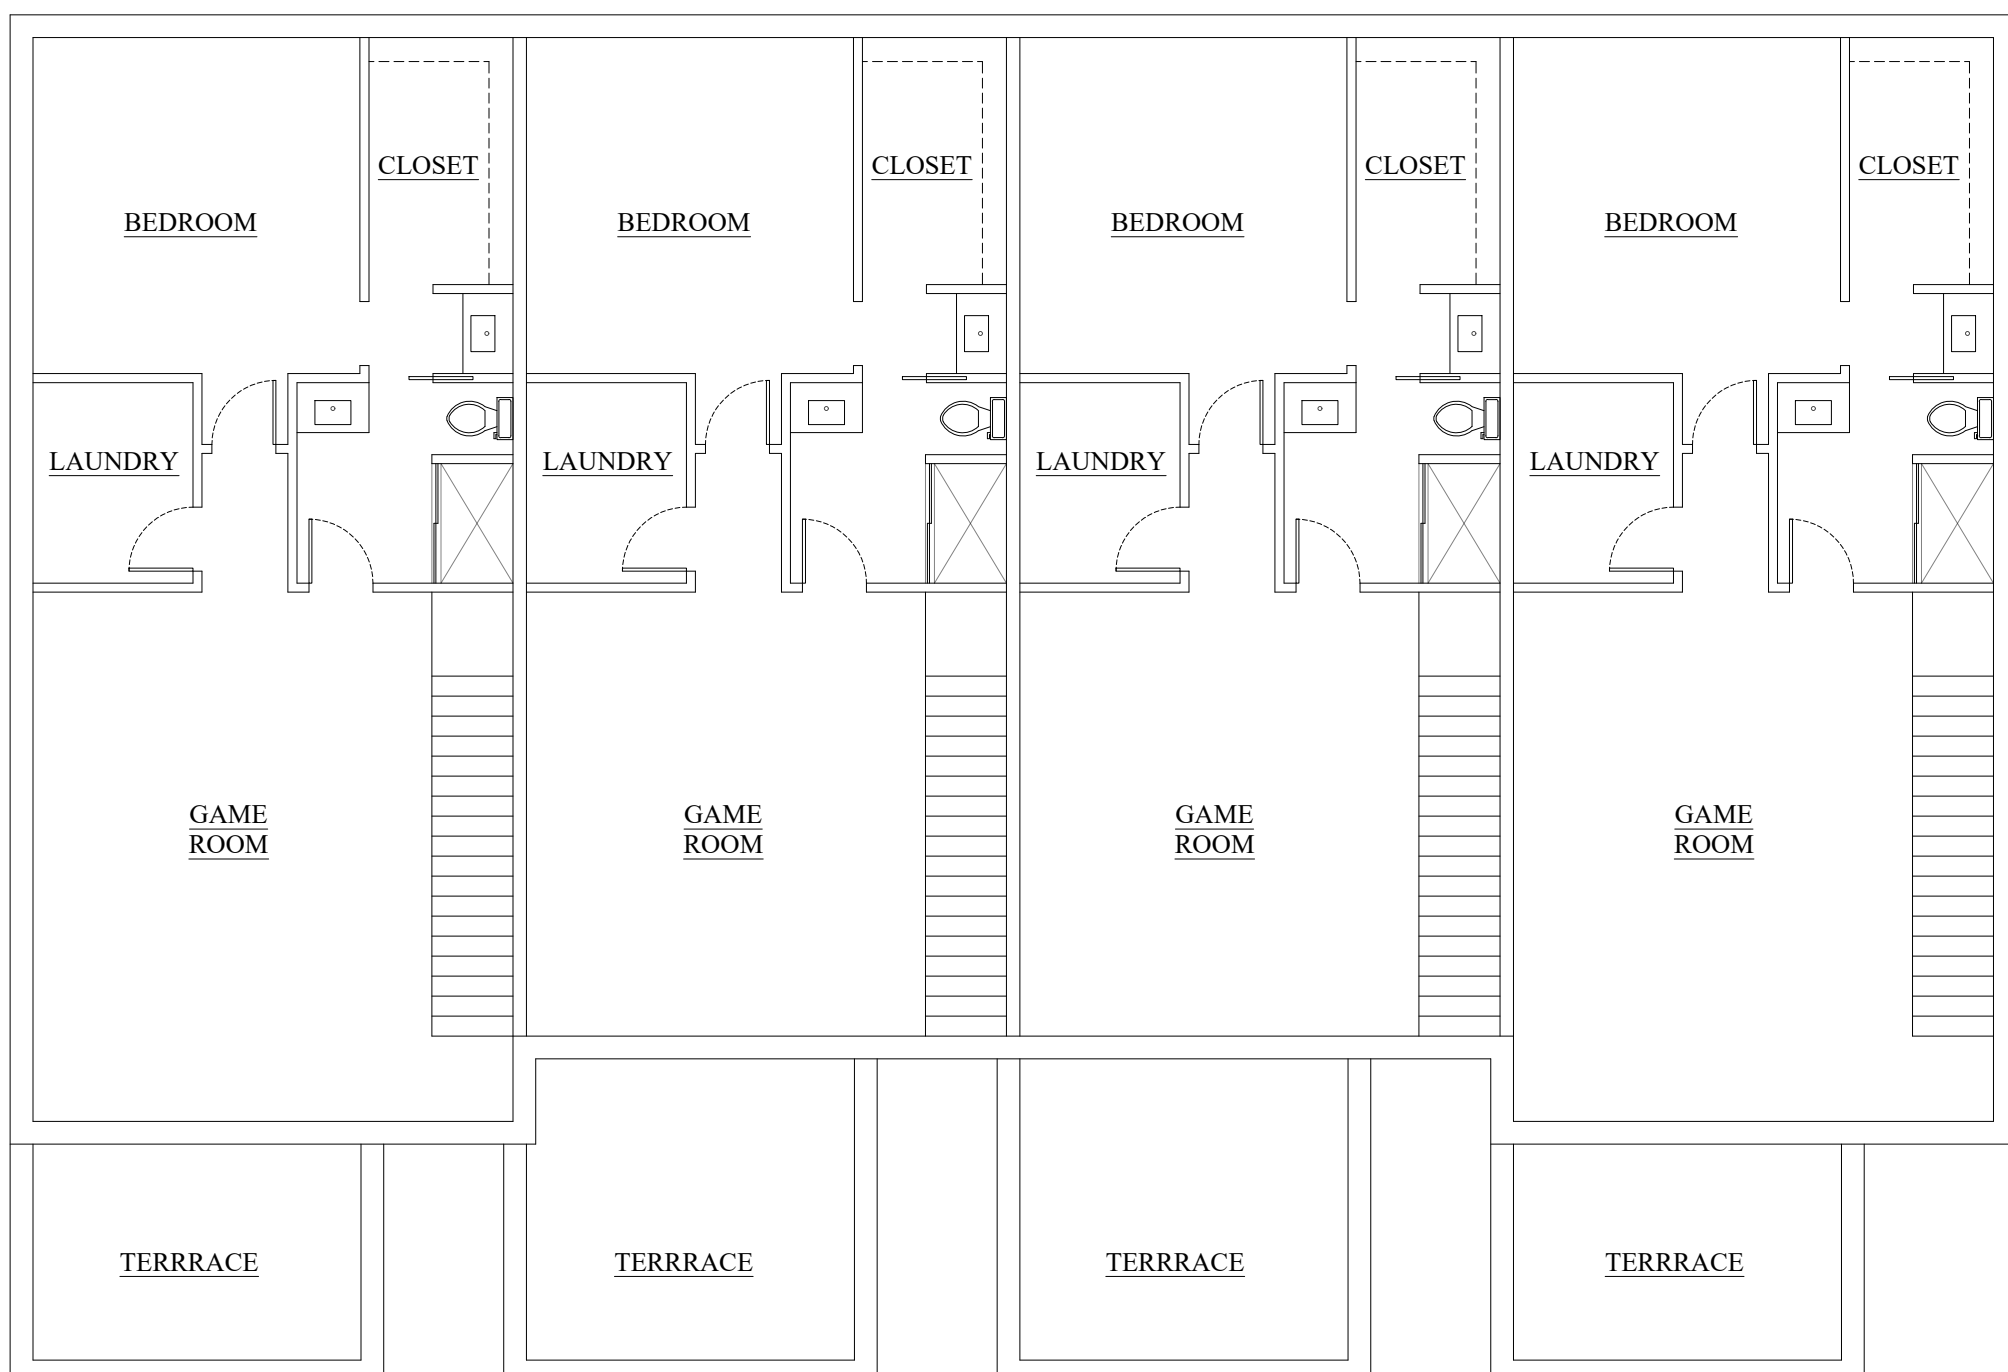 CLOSET CLOSET CLOSET CLOSET
BEDROOM BEDROOM BEDROOM BEDROOM
LAUNDRY LAUNDRY LAUNDRY LAUNDRY
GAME GAME GAME GAME
ROOM ROOM ROOM ROOM
TERRRACE TERRRACE TERRRACE TERRRACE